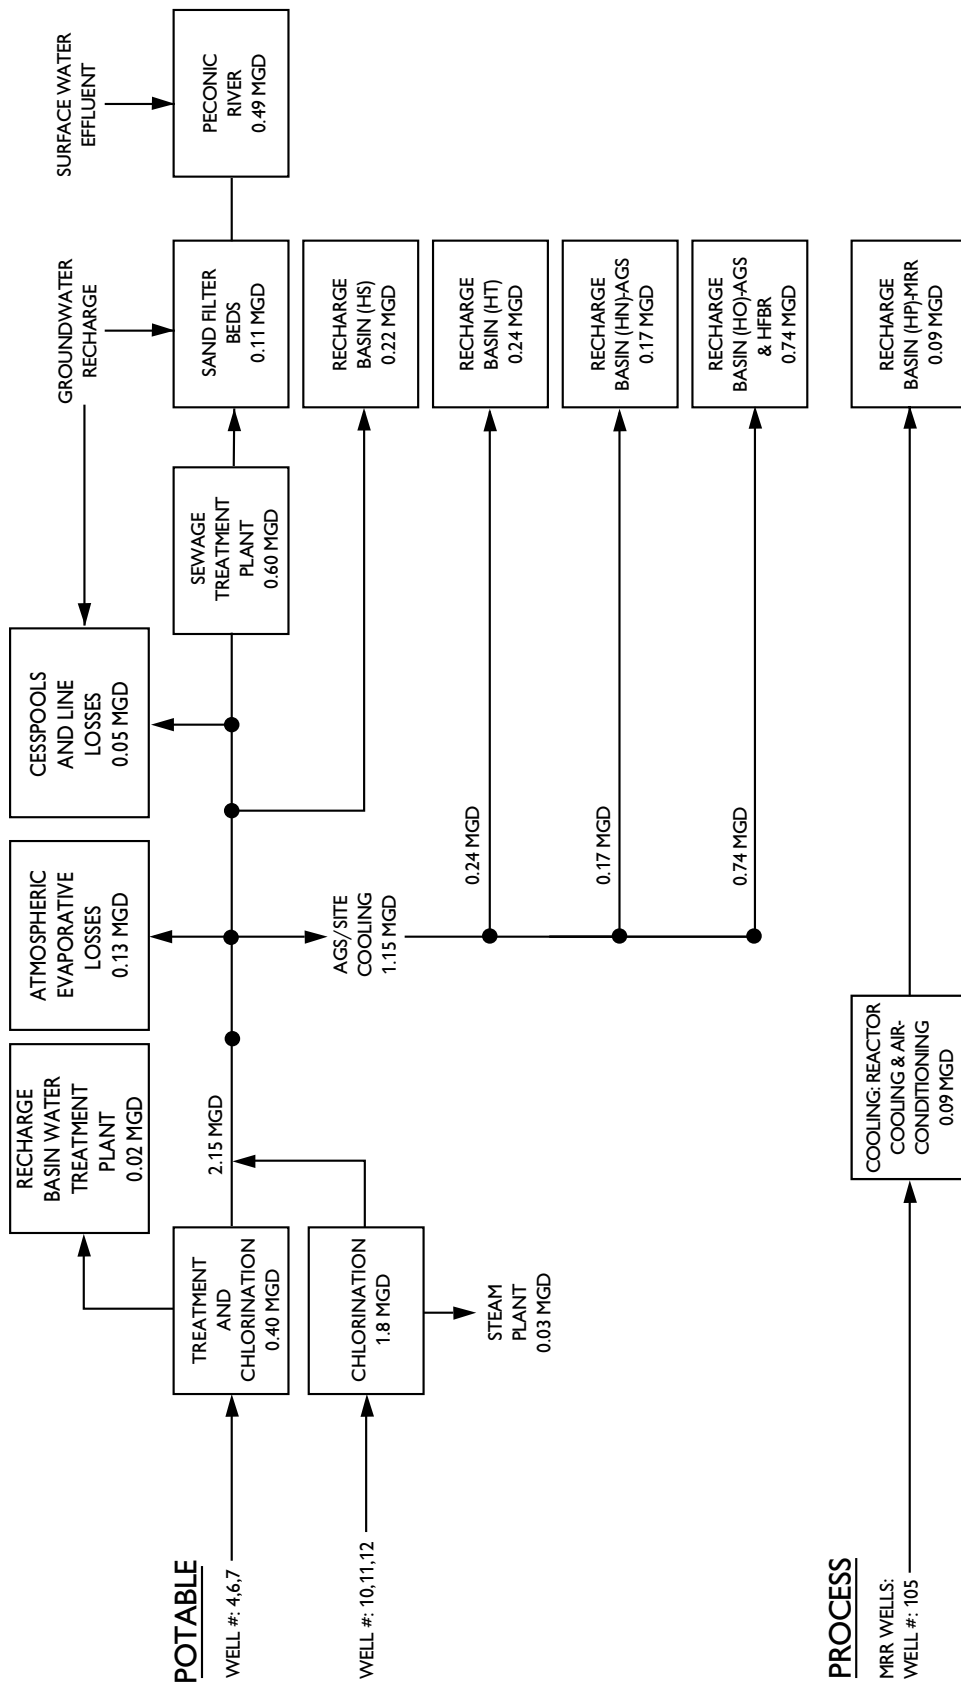 POTABLE
WELL #: 4,6,7
WELL #: 10,11,12
TREATMENT
AND
CHLORINATION
0.40 MGD
CHLORINATION
1.8 MGD
STEAM
PLANT
0.03 MGD
RECHARGE
BASIN WATER
TREATMENT
PLANT
0.02 MGD
2.15 MGD
ATMOSPHERIC
EVAPORATIVE
LOSSES
0.13 MGD
AGS/SITE
COOLING
1.15 MGD
CESSPOOLS
AND LINE
LOSSES
0.05 MGD
0.24 MGD
0.17 MGD
0.74 MGD
SEWAGE
TREATMENT
PLANT
0.60 MGD
GROUNDWATER
RECHARGE
SAND FILTER
BEDS
0.11 MGD
RECHARGE
BASIN (HS)
0.22 MGD
RECHARGE
BASIN (HT)
0.24 MGD
RECHARGE
BASIN (HN)-AGS
0.17 MGD
RECHARGE
BASIN (HO)-AGS
& HFBR
0.74 MGD
SURFACE WATER
EFFLUENT
PECONIC
RIVER
0.49 MGD
PROCESS
MRR WELLS:
WELL #: 105
COOLING: REACTOR
COOLING & AIR-
CONDITIONING
0.09 MGD
RECHARGE
BASIN (HP)-MRR
0.09 MGD